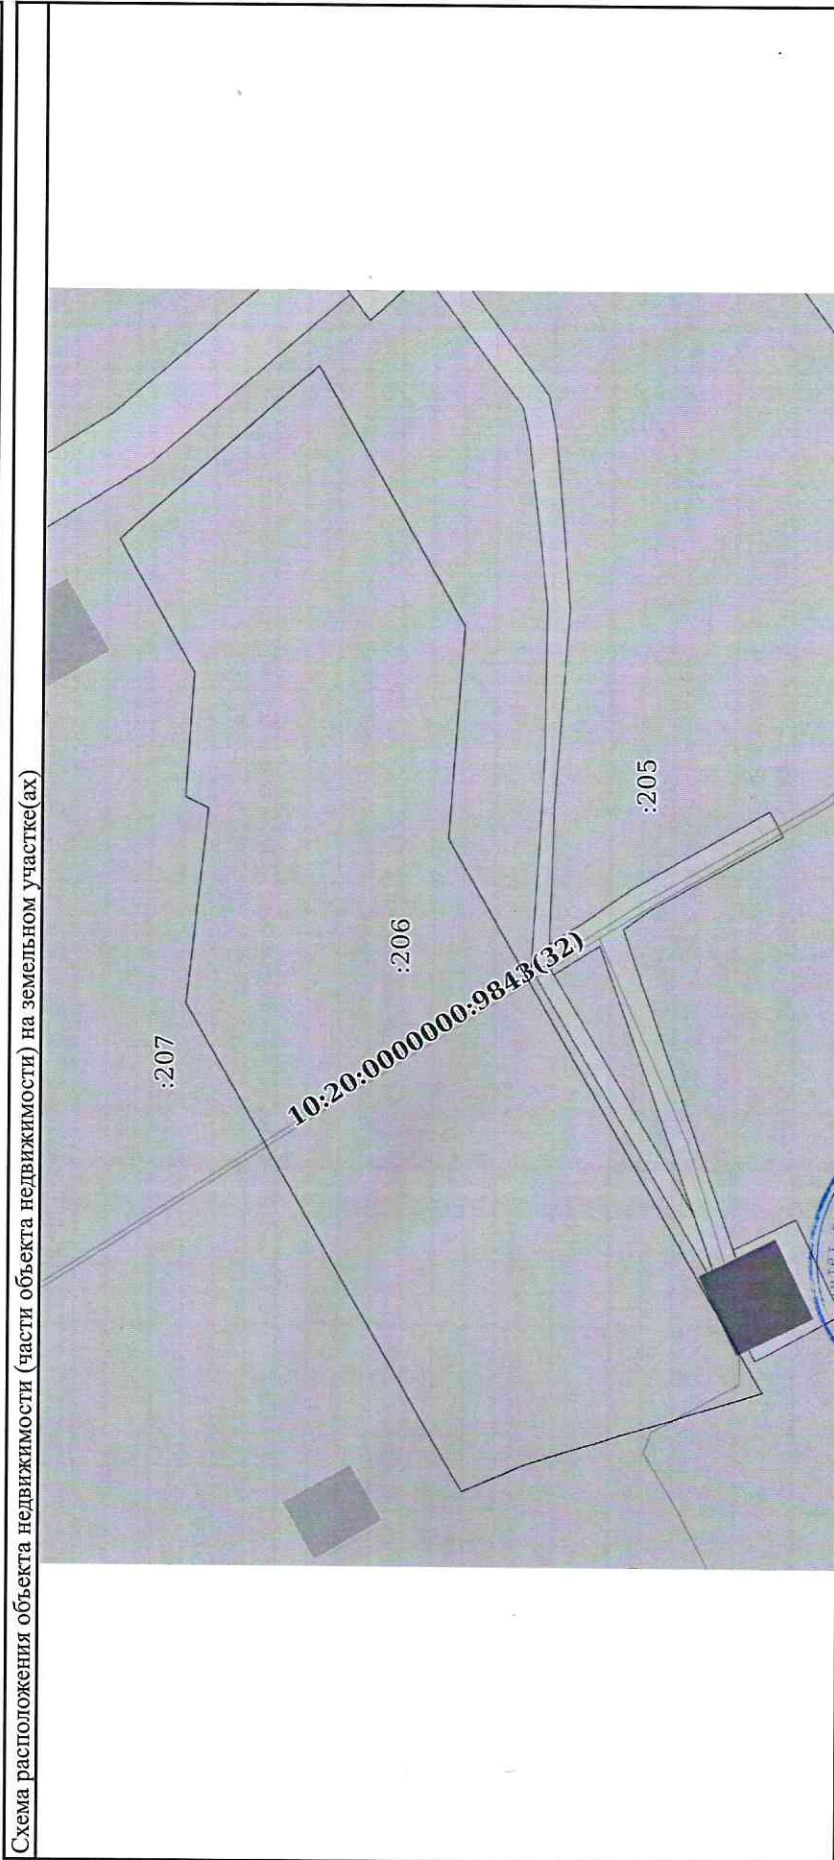 Схема расположения объекта недвижимости (части объекта недвижимости) на земельном участке(ах)
:207
:206
:205
10:20:0000000:9843(32)